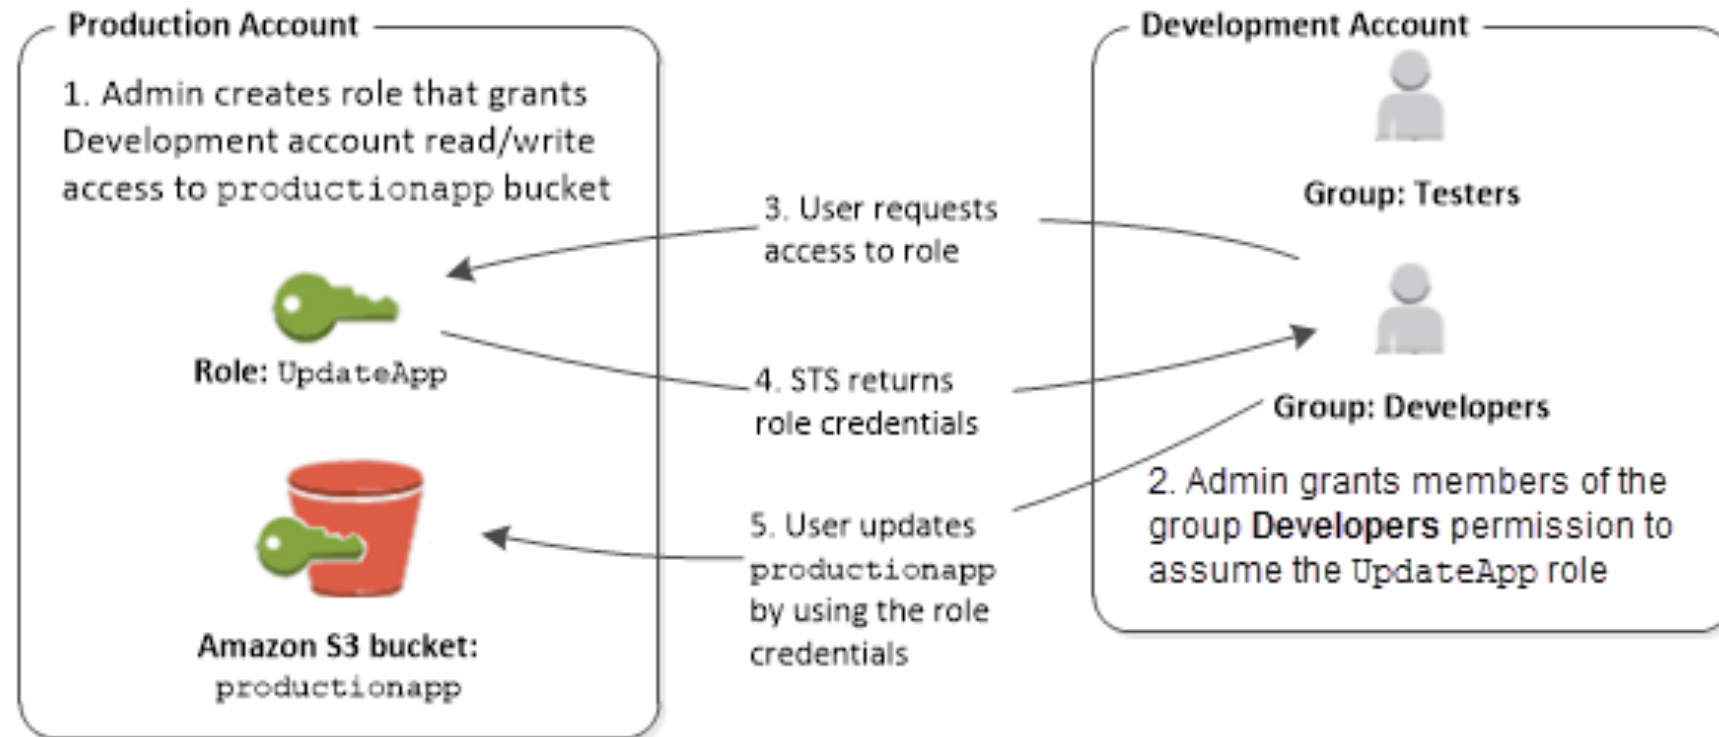 Production Account
1. Admin creates role that grants
Development account read/write
access to productionapp bucket
Role: UpdateApp
Amazon S3 bucket:
productionapp
3. User requests
access to role
4. STS returns
role credentials
5. User updates
productionapp
by using the role
credentials
Development Account
Group: Testers
Group: Developers
2. Admin grants members of the
group Developers permission to
assume the UpdateApp role